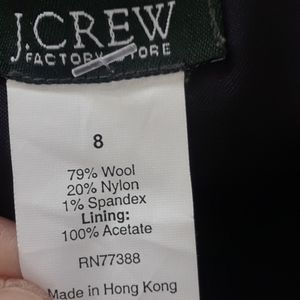 J.CREW
FACTORY STORE
8
79% Wool
20% Nylon
1% Spandex
Lining:
100% Acetate
RN77388
Made in Hong Kong